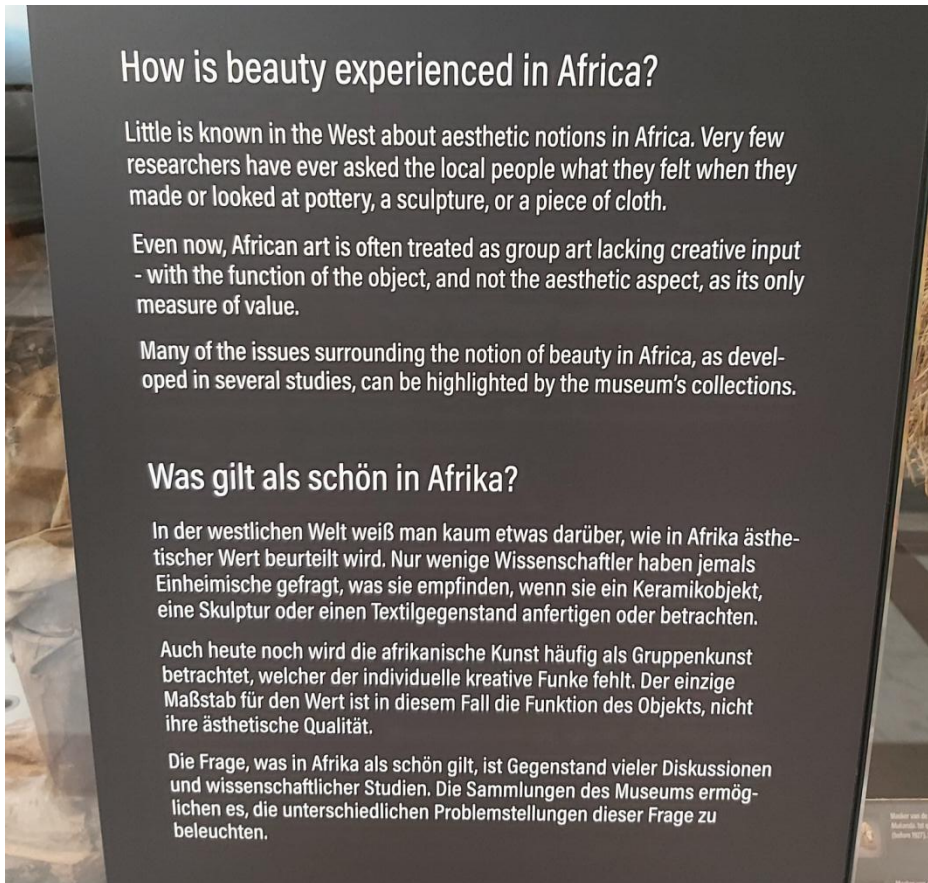 How is beauty experienced in Africa?
Little is known in the West about aesthetic notions in Africa. Very few
researchers have ever asked the local people what they felt when they
made or looked at pottery, a sculpture, or a piece of cloth.
Even now, African art is often treated as group art lacking creative input
- with the function of the object, and not the aesthetic aspect, as its only
measure of value.
Many of the issues surrounding the notion of beauty in Africa, as devel-
oped in several studies, can be highlighted by the museum's collections.
Was gilt als schön in Afrika?
In der westlichen Welt weiß man kaum etwas darüber, wie in Afrika ästhe-
tischer Wert beurteilt wird. Nur wenige Wissenschaftler haben jemals
Einheimische gefragt, was sie empfinden, wenn sie ein Keramikobjekt,
eine Skulptur oder einen Textilgegenstand anfertigen oder betrachten.
Auch heute noch wird die afrikanische Kunst häufig als Gruppenkunst
betrachtet, welcher der individuelle kreative Funke fehlt. Der einzige
Maßstab für den Wert ist in diesem Fall die Funktion des Objekts, nicht
ihre ästhetische Qualität.
Die Frage, was in Afrika als schön gilt, ist Gegenstand vieler Diskussionen
und wissenschaftlicher Studien. Die Sammlungen des Museums ermög-
lichen es, die unterschiedlichen Problemstellungen dieser Frage zu
beleuchten.